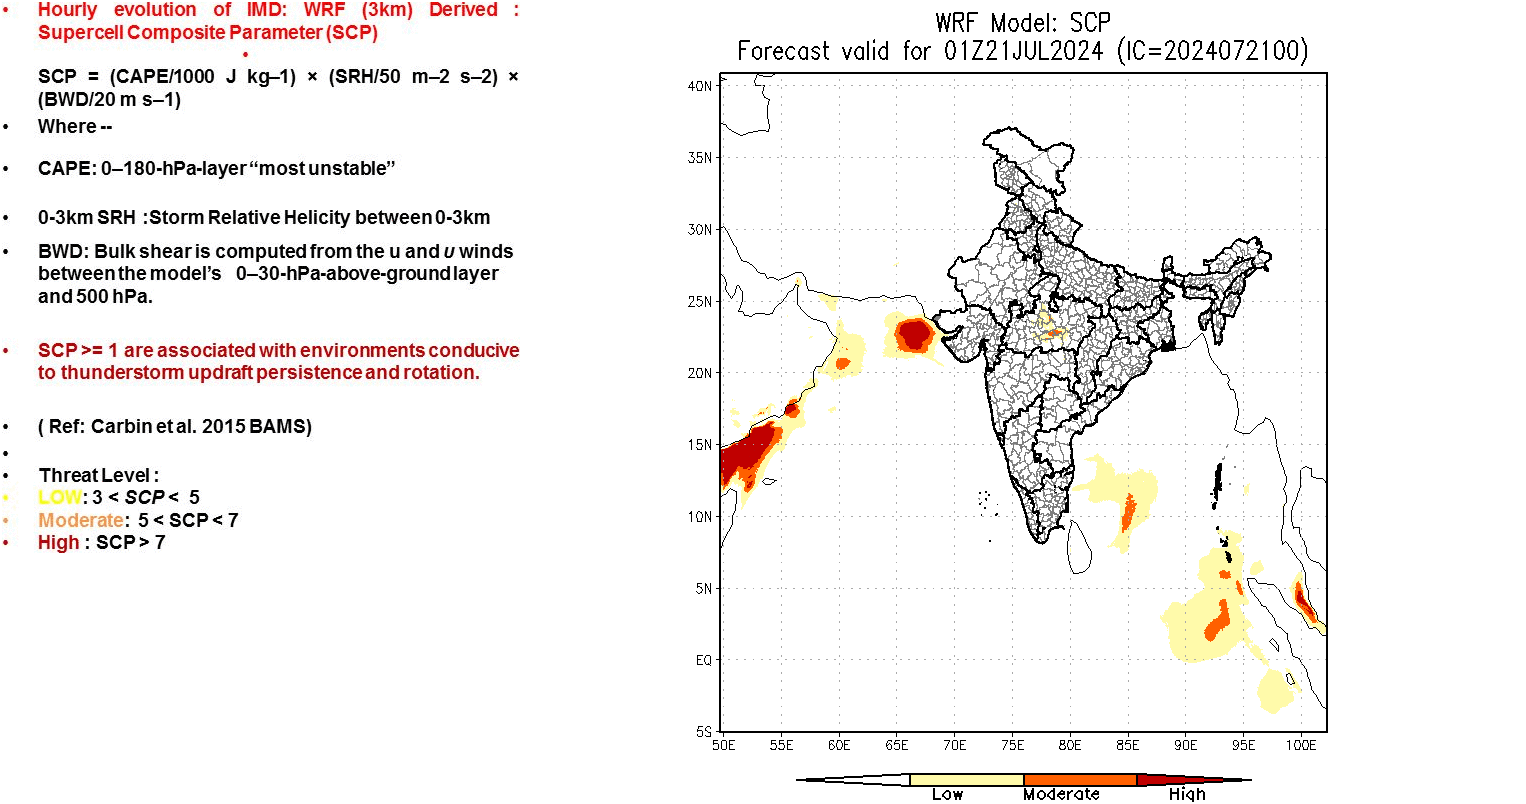 Hourly evolution of IMD: WRF (3km) Derived :
Supercell Composite Parameter (SCP)
SCP = (CAPE/1000 J kg–1) × (SRH/50 m–2 s–2) ×
(BWD/20 m s–1)
Where --
CAPE: 0–180-hPa-layer “most unstable”
0-3km SRH :Storm Relative Helicity between 0-3km
BWD: Bulk shear is computed from the u and υ winds
between the model’s 0–30-hPa-above-ground layer
and 500 hPa.
SCP >= 1 are associated with environments conducive
to thunderstorm updraft persistence and rotation.
( Ref: Carbin et al. 2015 BAMS)
Threat Level :
LOW: 3 < SCP < 5
Moderate: 5 < SCP < 7
High : SCP > 7
WRF Model: SCP
Forecast valid for 01Z21JUL2024 (IC=2024072100)
40N
35N
30N
25N
20N
15N
10N
5N
EQ
5S
50E 55E 60E 65E 70E 75E 80E 85E 90E 95E 100E
Low Moderate High